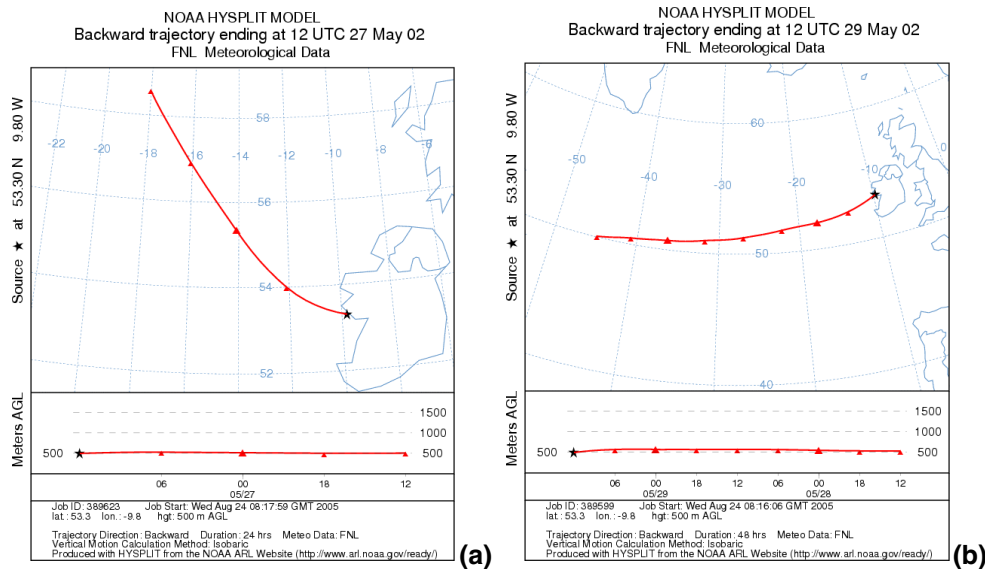 NOAA HYSPLIT MODEL
Backward trajectory ending at 12 UTC 27 May 02
FNL Meteorological Data
Source ★ at 53.30 N 9.80 W
-22
-20
-18
-16
-14
-12
-10
-8
-6
58
56
54
52
Meters AGL
1500
1000
500
500
06
00
18
12
05/27
Job ID: 389623 Job Start: Wed Aug 24 08:17:59 GMT 2005
lat.: 53.3 lon.: -9.8 hgt: 500 m AGL
Trajectory Direction: Backward Duration: 24 hrs Meteo Data: FNL
Vertical Motion Calculation Method: Isobaric
Produced with HYSPLIT from the NOAA ARL Website (http://www.arl.noaa.gov/ready/)
(a)
NOAA HYSPLIT MODEL
Backward trajectory ending at 12 UTC 29 May 02
FNL Meteorological Data
Source ★ at 53.30 N 9.80 W
-50
-40
-30
-20
-10
0
60
50
40
Meters AGL
1500
1000
500
500
06
00
18
12
06
00
18
12
05/29
05/28
Job ID: 389599 Job Start: Wed Aug 24 08:16:06 GMT 2005
lat.: 53.3 lon.: -9.8 hgt: 500 m AGL
Trajectory Direction: Backward Duration: 48 hrs Meteo Data: FNL
Vertical Motion Calculation Method: Isobaric
Produced with HYSPLIT from the NOAA ARL Website (http://www.arl.noaa.gov/ready/)
(b)